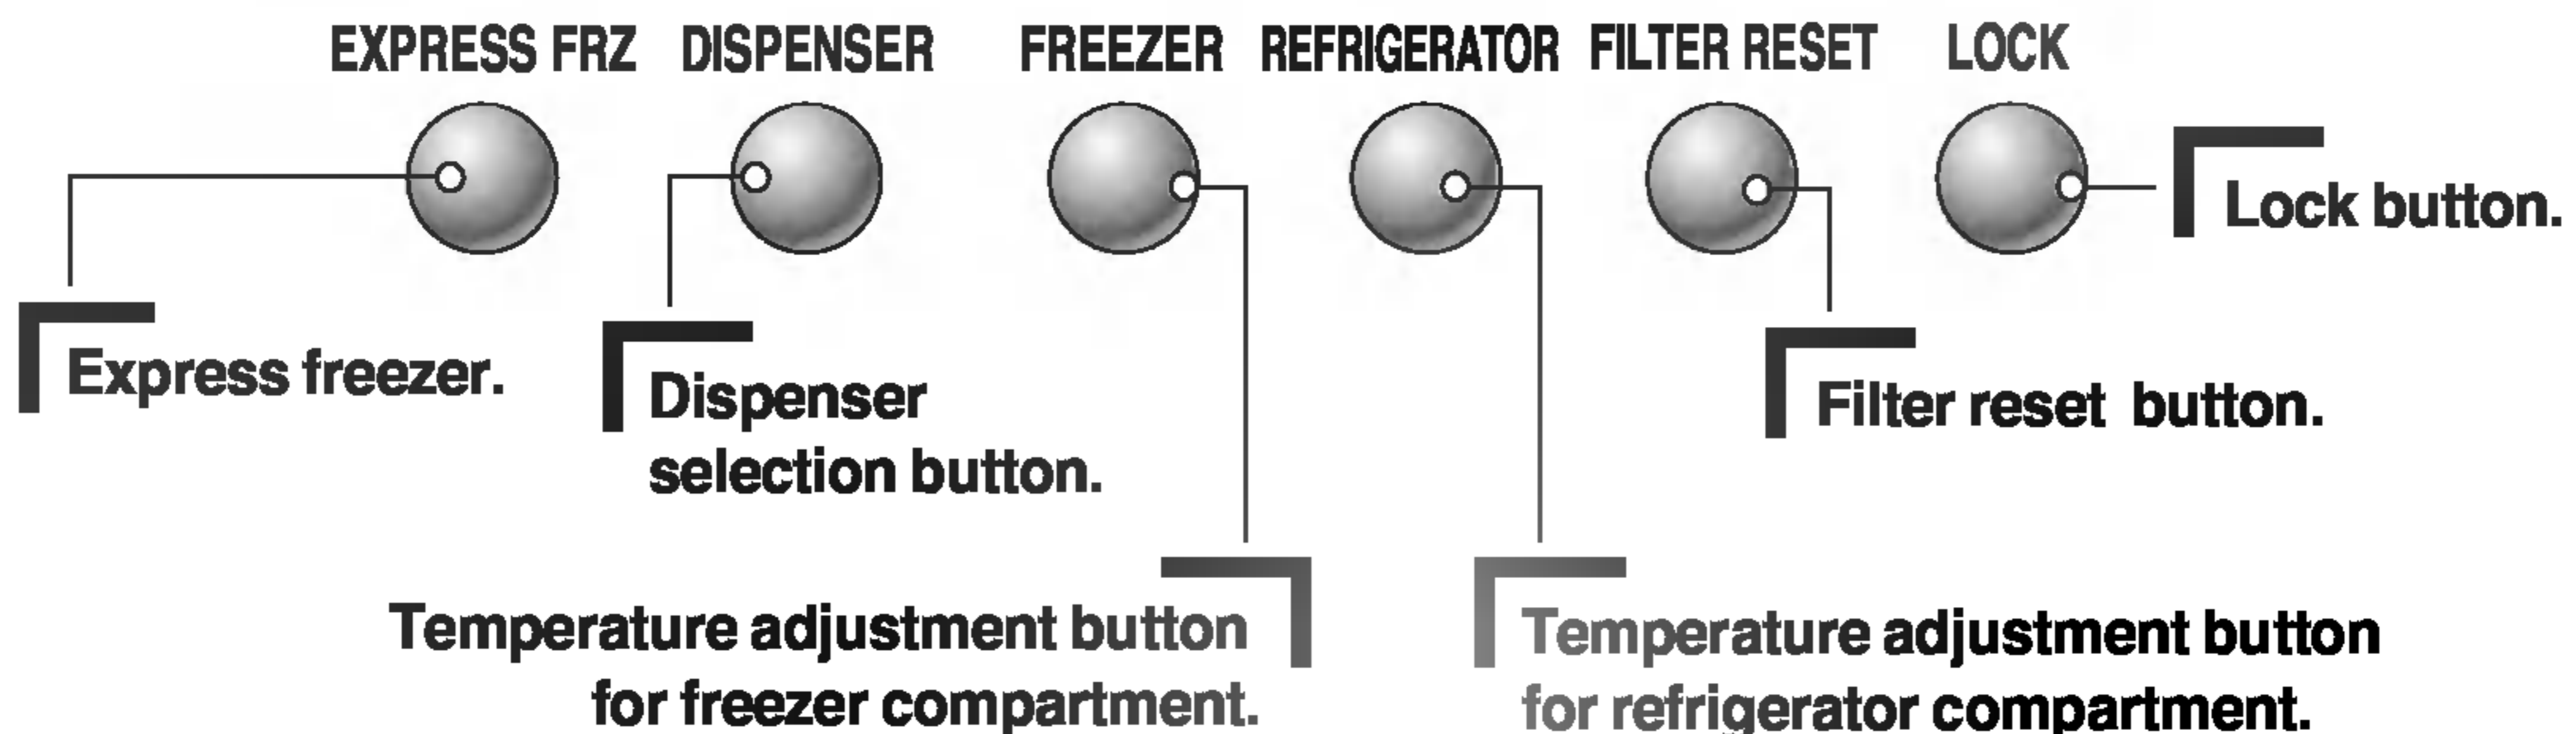 EXPRESS FRZ DISPENSER FREEZER REFRIGERATOR FILTER RESET LOCK
Lock button.
Express freezer.
Dispenser
selection button.
Filter reset button.
Temperature adjustment button
for freezer compartment.
Temperature adjustment button
for refrigerator compartment.